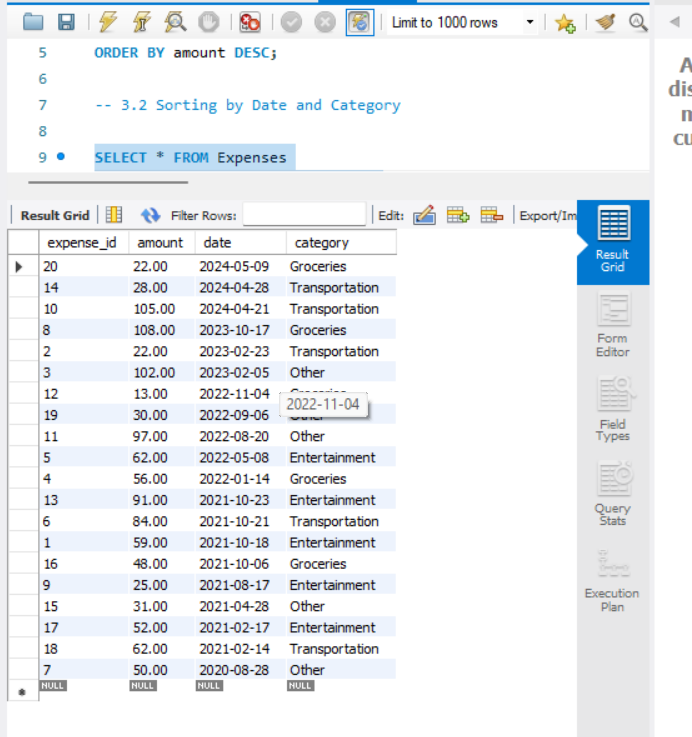 Limit to 1000 rows
5 ORDER BY amount DESC;
6
7 -- 3.2 Sorting by Date and Category
8
9 SELECT * FROM Expenses
Result Grid Filter Rows: Edit: Export/Im
expense_id amount date category
20 22.00 2024-05-09 Groceries
14 28.00 2024-04-28 Transportation
10 105.00 2024-04-21 Transportation
8 108.00 2023-10-17 Groceries
2 22.00 2023-02-23 Transportation
3 102.00 2023-02-05 Other
12 13.00 2022-11-04
2022-11-04
19 30.00 2022-09-06
11 97.00 2022-08-20 Other
5 62.00 2022-05-08 Entertainment
4 56.00 2022-01-14 Groceries
13 91.00 2021-10-23 Entertainment
6 84.00 2021-10-21 Transportation
1 59.00 2021-10-18 Entertainment
16 48.00 2021-10-06 Groceries
9 25.00 2021-08-17 Entertainment
15 31.00 2021-04-28 Other
17 52.00 2021-02-17 Entertainment
18 62.00 2021-02-14 Transportation
7 50.00 2020-08-28 Other
NULL NULL NULL NULL
Result
Grid
Form
Editor
Field
Types
Query
Stats
Execution
Plan
A
dis
n
cu